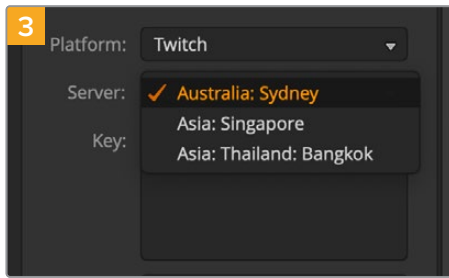 3
Platform: Twitch
Server: Australia: Sydney
Asia: Singapore
Key:
Asia: Thailand: Bangkok